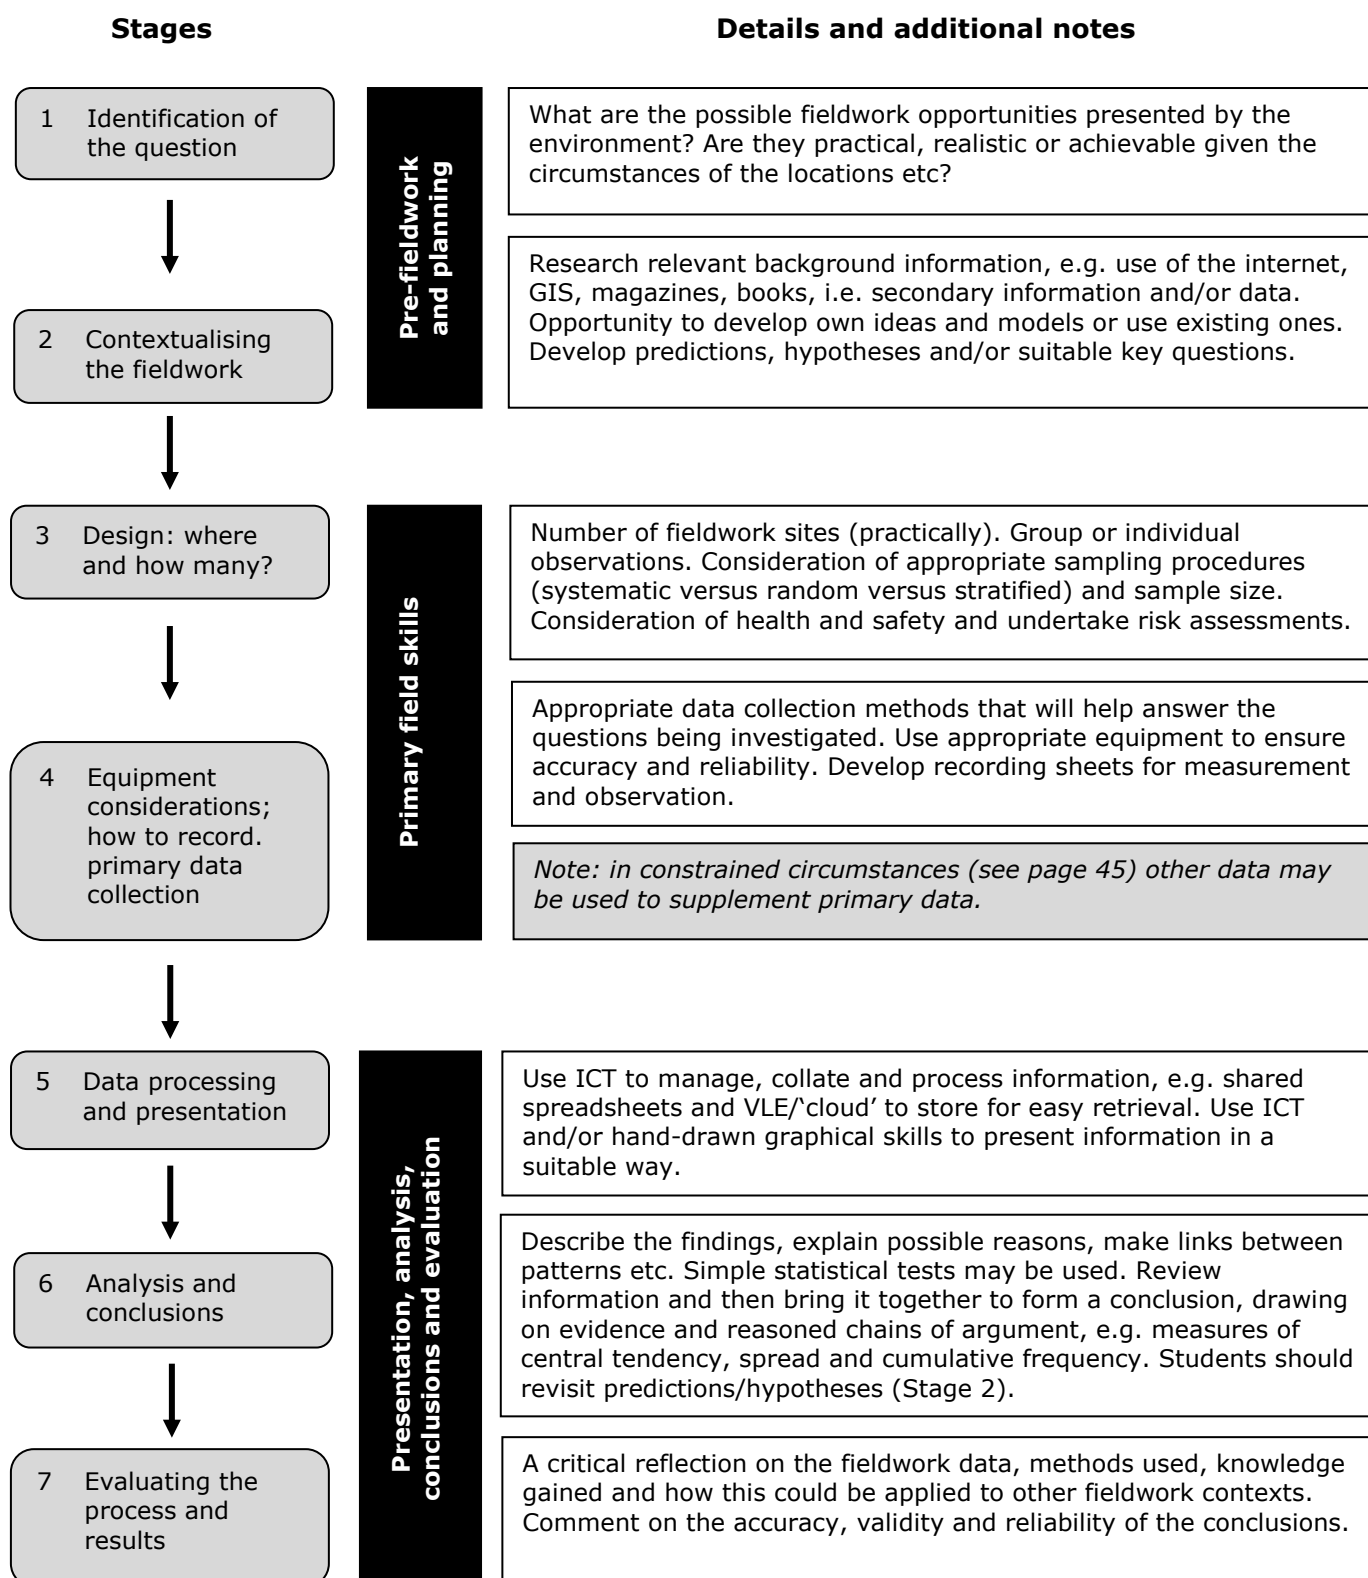 Stages
Details and additional notes
1 Identification of
the question
Pre-fieldwork
and planning
What are the possible fieldwork opportunities presented by the
environment? Are they practical, realistic or achievable given the
circumstances of the locations etc?
2 Contextualising
the fieldwork
Research relevant background information, e.g. use of the internet,
GIS, magazines, books, i.e. secondary information and/or data.
Opportunity to develop own ideas and models or use existing ones.
Develop predictions, hypotheses and/or suitable key questions.
3 Design: where
and how many?
Primary field skills
Number of fieldwork sites (practically). Group or individual
observations. Consideration of appropriate sampling procedures
(systematic versus random versus stratified) and sample size.
Consideration of health and safety and undertake risk assessments.
4 Equipment
considerations;
how to record.
primary data
collection
Appropriate data collection methods that will help answer the
questions being investigated. Use appropriate equipment to ensure
accuracy and reliability. Develop recording sheets for measurement
and observation.
Note: in constrained circumstances (see page 45) other data may
be used to supplement primary data.
5 Data processing
and presentation
Presentation, analysis,
conclusions and evaluation
Use ICT to manage, collate and process information, e.g. shared
spreadsheets and VLE/‘cloud’ to store for easy retrieval. Use ICT
and/or hand-drawn graphical skills to present information in a
suitable way.
6 Analysis and
conclusions
Describe the findings, explain possible reasons, make links between
patterns etc. Simple statistical tests may be used. Review
information and then bring it together to form a conclusion, drawing
on evidence and reasoned chains of argument, e.g. measures of
central tendency, spread and cumulative frequency. Students should
revisit predictions/hypotheses (Stage 2).
7 Evaluating the
process and
results
A critical reflection on the fieldwork data, methods used, knowledge
gained and how this could be applied to other fieldwork contexts.
Comment on the accuracy, validity and reliability of the conclusions.